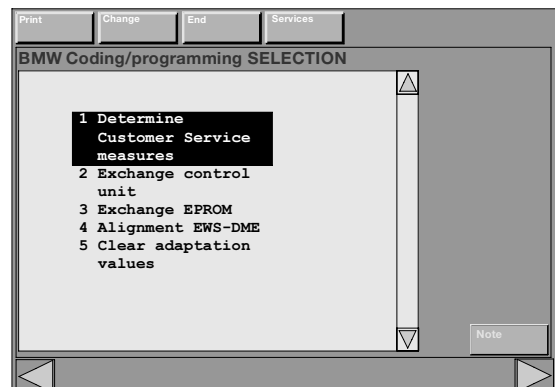 Print Change End Services
BMW Coding/programming SELECTION
1 Determine
Customer Service
measures
2 Exchange control
unit
3 Exchange EPROM
4 Alignment EWS-DME
5 Clear adaptation
values
Note